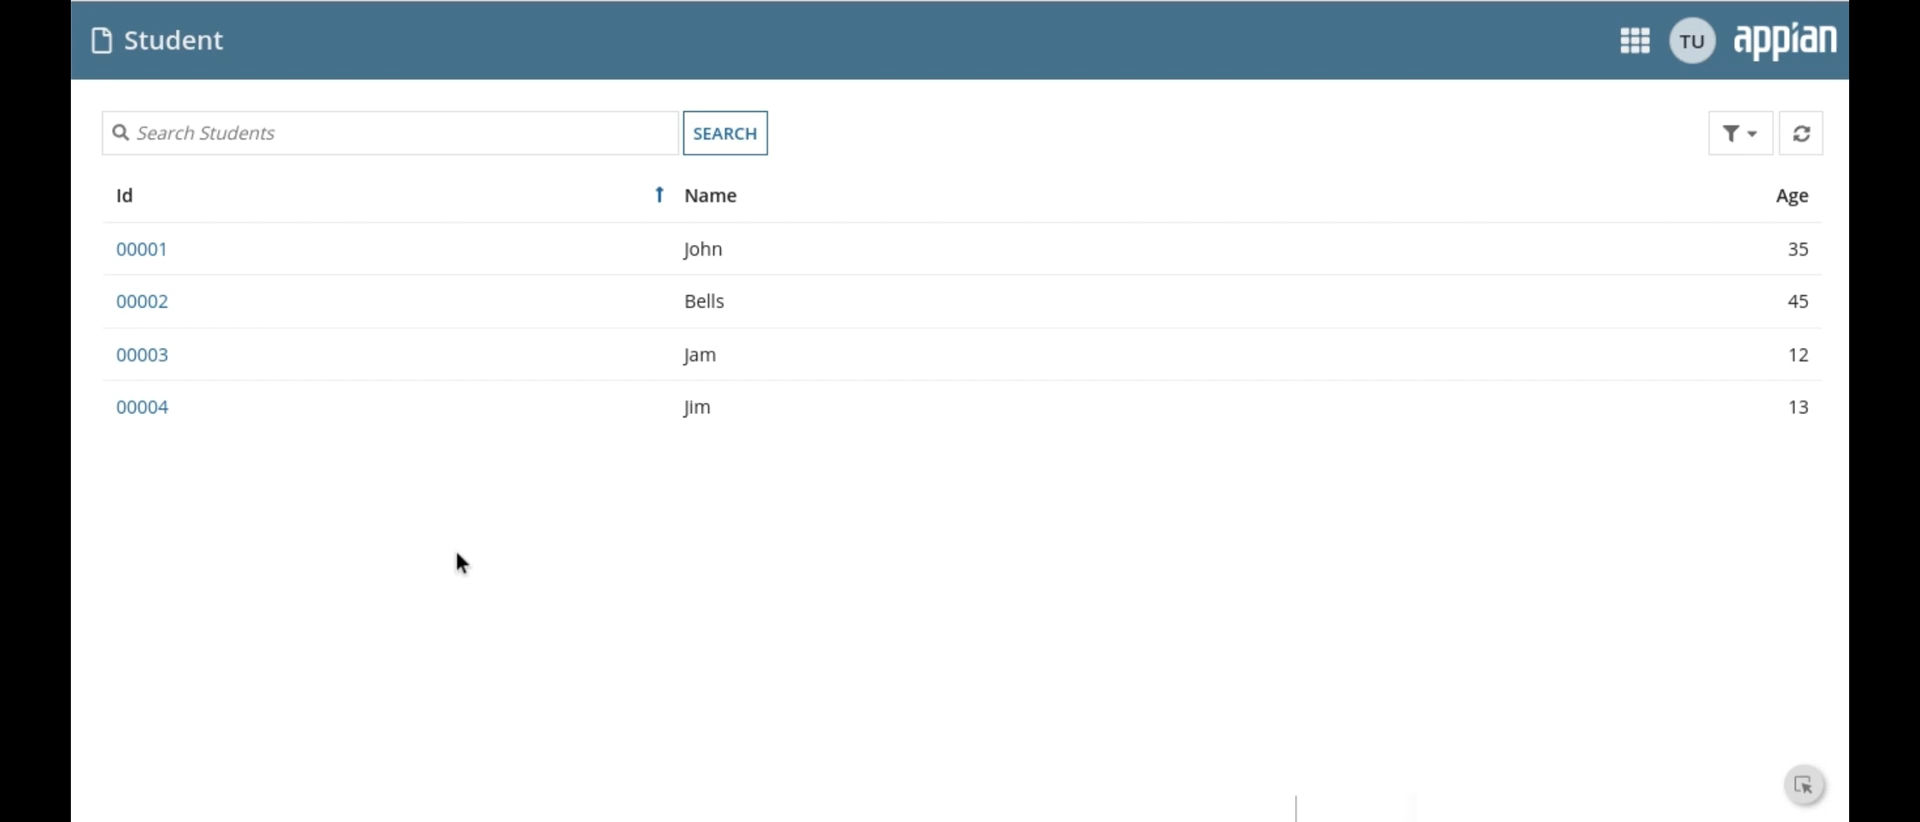 Student
TU
appian
Search Students
SEARCH
Id Name Age
00001 John 35
00002 Bells 45
00003 Jam 12
00004 Jim 13